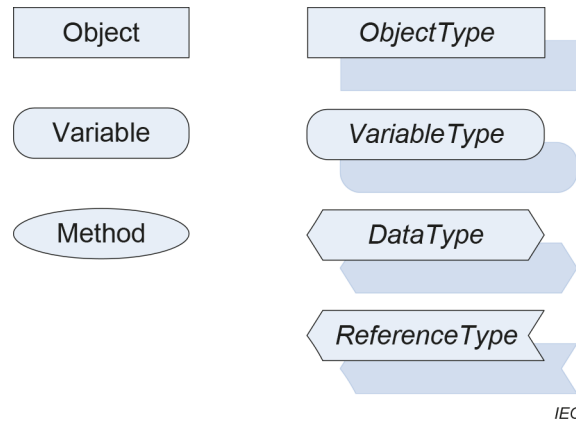 Object
ObjectType
Variable
VariableType
Method
DataType
ReferenceType
IEC